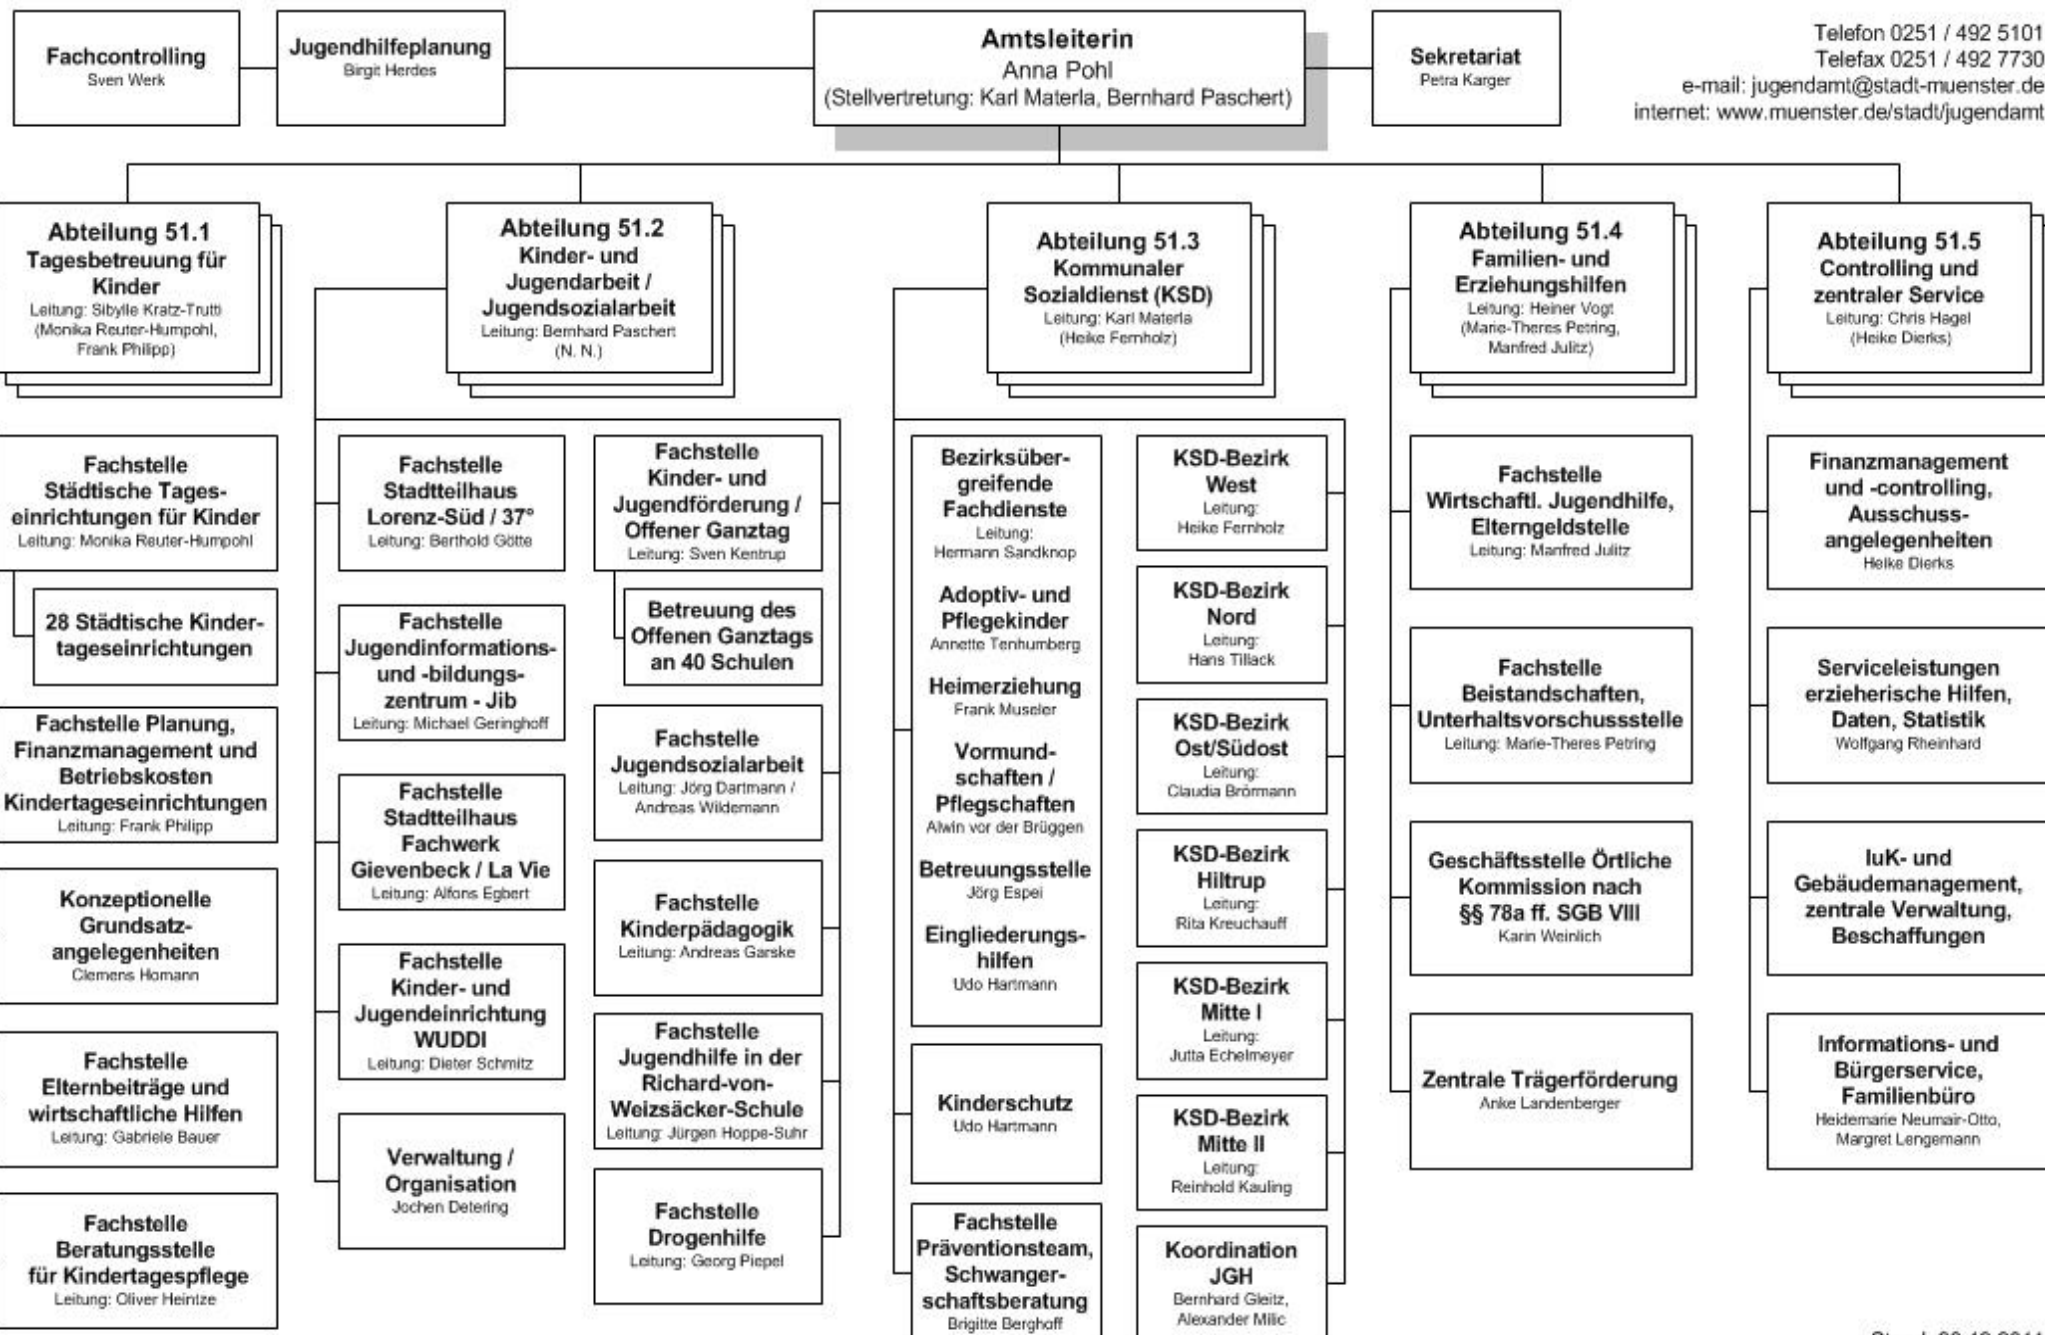 Fachcontrolling
Sven Werk
Jugendhilfeplanung
Birgit Herdes
Amtsleiterin
Anna Pohl
(Stellvertretung: Karl Materla, Bernhard Paschert)
Sekretariat
Petra Karger
Telefon 0251 / 492 5101
Telefax 0251 / 492 7730
e-mail: jugendamt@stadt-muenster.de
internet: www.muenster.de/stadt/jugendamt
Abteilung 51.1
Tagesbetreuung für
Kinder
Leitung: Sibylle Kratz-Trutti
(Monika Reuter-Humpohl,
Frank Philipp)
Abteilung 51.2
Kinder- und
Jugendarbeit /
Jugendsozialarbeit
Leitung: Bernhard Paschert
(N. N.)
Abteilung 51.3
Kommunaler
Sozialdienst (KSD)
Leitung: Karl Materla
(Heike Fernholz)
Abteilung 51.4
Familien- und
Erziehungshilfen
Leitung: Heiner Vogt
(Marie-Theres Petring,
Manfred Julitz)
Abteilung 51.5
Controlling und
zentraler Service
Leitung: Chris Hagel
(Heike Dierks)
Fachstelle
Städtische Tages-
einrichtungen für Kinder
Leitung: Monika Reuter-Humpohl
28 Städtische Kinder-
tageseinrichtungen
Fachstelle Planung,
Finanzmanagement und
Betriebskosten
Kindertageseinrichtungen
Leitung: Frank Philipp
Konzeptionelle
Grundsatz-
angelegenheiten
Clemens Homann
Fachstelle
Elternbeiträge und
wirtschaftliche Hilfen
Leitung: Gabriele Bauer
Fachstelle
Beratungsstelle
für Kindertagespflege
Leitung: Oliver Heintze
Fachstelle
Stadtteilhaus
Lorenz-Süd / 37°
Leitung: Berthold Götte
Fachstelle
Jugendinformations-
und -bildungs-
zentrum - Jib
Leitung: Michael Geringhoff
Fachstelle
Stadtteilhaus
Fachwerk
Gievenbeck / La Vie
Leitung: Alfons Egbert
Fachstelle
Kinder- und
Jugendeinrichtung
WUDDI
Leitung: Dieter Schmitz
Verwaltung /
Organisation
Jochen Detering
Fachstelle
Kinder- und
Jugendförderung /
Offener Ganztag
Leitung: Sven Kentrup
Betreuung des
Offenen Ganztags
an 40 Schulen
Fachstelle
Jugendsozialarbeit
Leitung: Jörg Dartmann /
Andreas Wildemann
Fachstelle
Kinderpädagogik
Leitung: Andreas Garske
Fachstelle
Jugendhilfe in der
Richard-von-
Weizsäcker-Schule
Leitung: Jürgen Hoppe-Suhr
Fachstelle
Drogenhilfe
Leitung: Georg Piepel
Bezirksüber-
greifende
Fachdienste
Leitung:
Hermann Sandknop
Adoptiv- und
Pflegekinder
Annette Tenhumberg
Heimerziehung
Frank Museler
Vormund-
schaften /
Pflegschaften
Alwin vor der Brüggen
Betreuungsstelle
Jörg Espei
Eingliederungs-
hilfen
Udo Hartmann
Kinderschutz
Udo Hartmann
Fachstelle
Präventionsteam,
Schwanger-
schaftsberatung
Brigitte Berghoff
KSD-Bezirk
West
Leitung:
Heike Fernholz
KSD-Bezirk
Nord
Leitung:
Hans Tillack
KSD-Bezirk
Ost/Südost
Leitung:
Claudia Brörmann
KSD-Bezirk
Hiltrup
Leitung:
Rita Kreuchauff
KSD-Bezirk
Mitte I
Leitung:
Jutta Echelmeyer
KSD-Bezirk
Mitte II
Leitung:
Reinhold Kauling
Koordination
JGH
Bernhard Gleitz,
Alexander Milic
Fachstelle
Wirtschaftl. Jugendhilfe,
Elterngeldstelle
Leitung: Manfred Julitz
Fachstelle
Beistandschaften,
Unterhaltsvorschussstelle
Leitung: Marie-Theres Petring
Geschäftsstelle Örtliche
Kommission nach
§§ 78a ff. SGB VIII
Karin Weinlich
Zentrale Trägerförderung
Anke Landenberger
Finanzmanagement
und -controlling,
Ausschuss-
angelegenheiten
Heike Dierks
Serviceleistungen
erzieherische Hilfen,
Daten, Statistik
Wolfgang Rheinhard
IuK- und
Gebäudemanagement,
zentrale Verwaltung,
Beschaffungen
Informations- und
Bürgerservice,
Familienbüro
Heidemarie Neumair-Otto,
Margret Lengemann